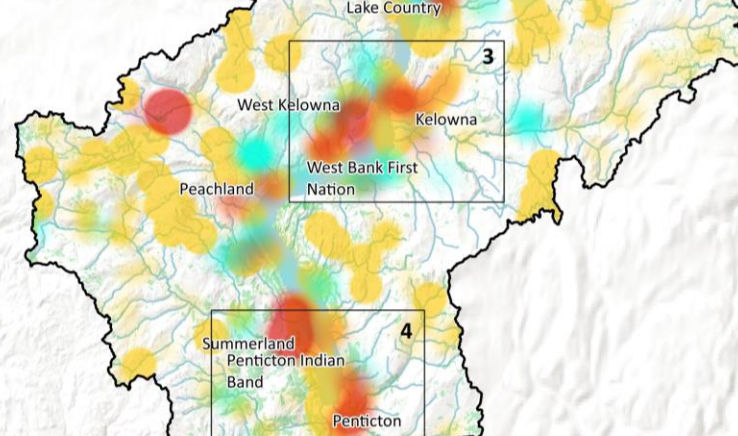 Lake Country
3
West Kelowna
Kelowna
West Bank First
Nation
Peachland
4
Summerland
Penticton Indian
Band
Penticton